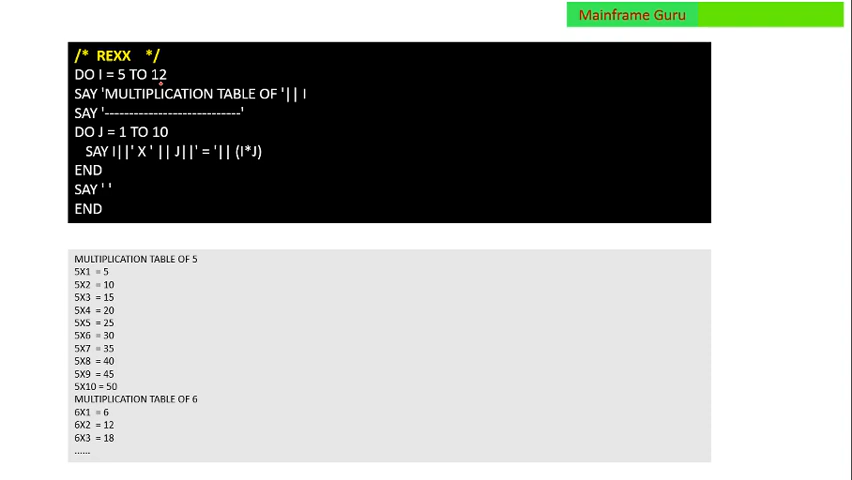 Mainframe Guru
/* REXX */
DO I = 5 TO 12
SAY 'MULTIPLICATION TABLE OF '|| I
SAY '----------------------------'
DO J = 1 TO 10
SAY I||' X ' || J||' = '|| (I*J)
END
SAY ' '
END
MULTIPLICATION TABLE OF 5
5X1 = 5
5X2 = 10
5X3 = 15
5X4 = 20
5X5 = 25
5X6 = 30
5X7 = 35
5X8 = 40
5X9 = 45
5X10 = 50
MULTIPLICATION TABLE OF 6
6X1 = 6
6X2 = 12
6X3 = 18
......